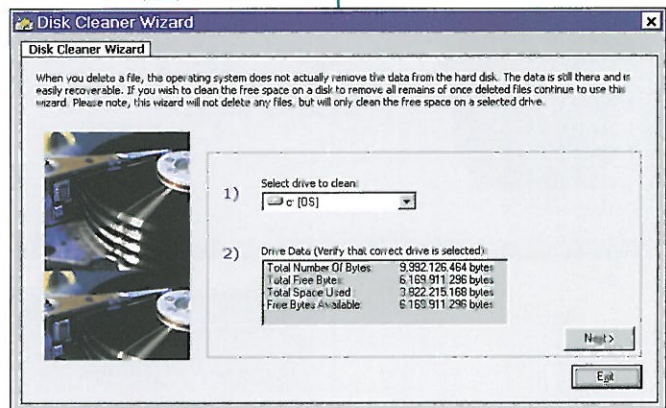 Disk Cleaner Wizard
Disk Cleaner Wizard
When you delete a file, the operating system does not actually remove the data from the hard disk. The data is still there and is
easily recoverable. If you wish to clean the free space on a disk to remove all remains of once deleted files continue to use this
wizard. Please note, this wizard will not delete any files, but will only clean the free space on a selected drive.
1) Select drive to clean:
c: [OS]
2) Drive Data (Verify that correct drive is selected):
Total Number Of Bytes: 9,992,126,464 bytes
Total Free Bytes: 6,169,911,296 bytes
Total Space Used: 3,822,215,168 bytes
Free Bytes Available: 6,169,911,296 bytes
Next >
Exit